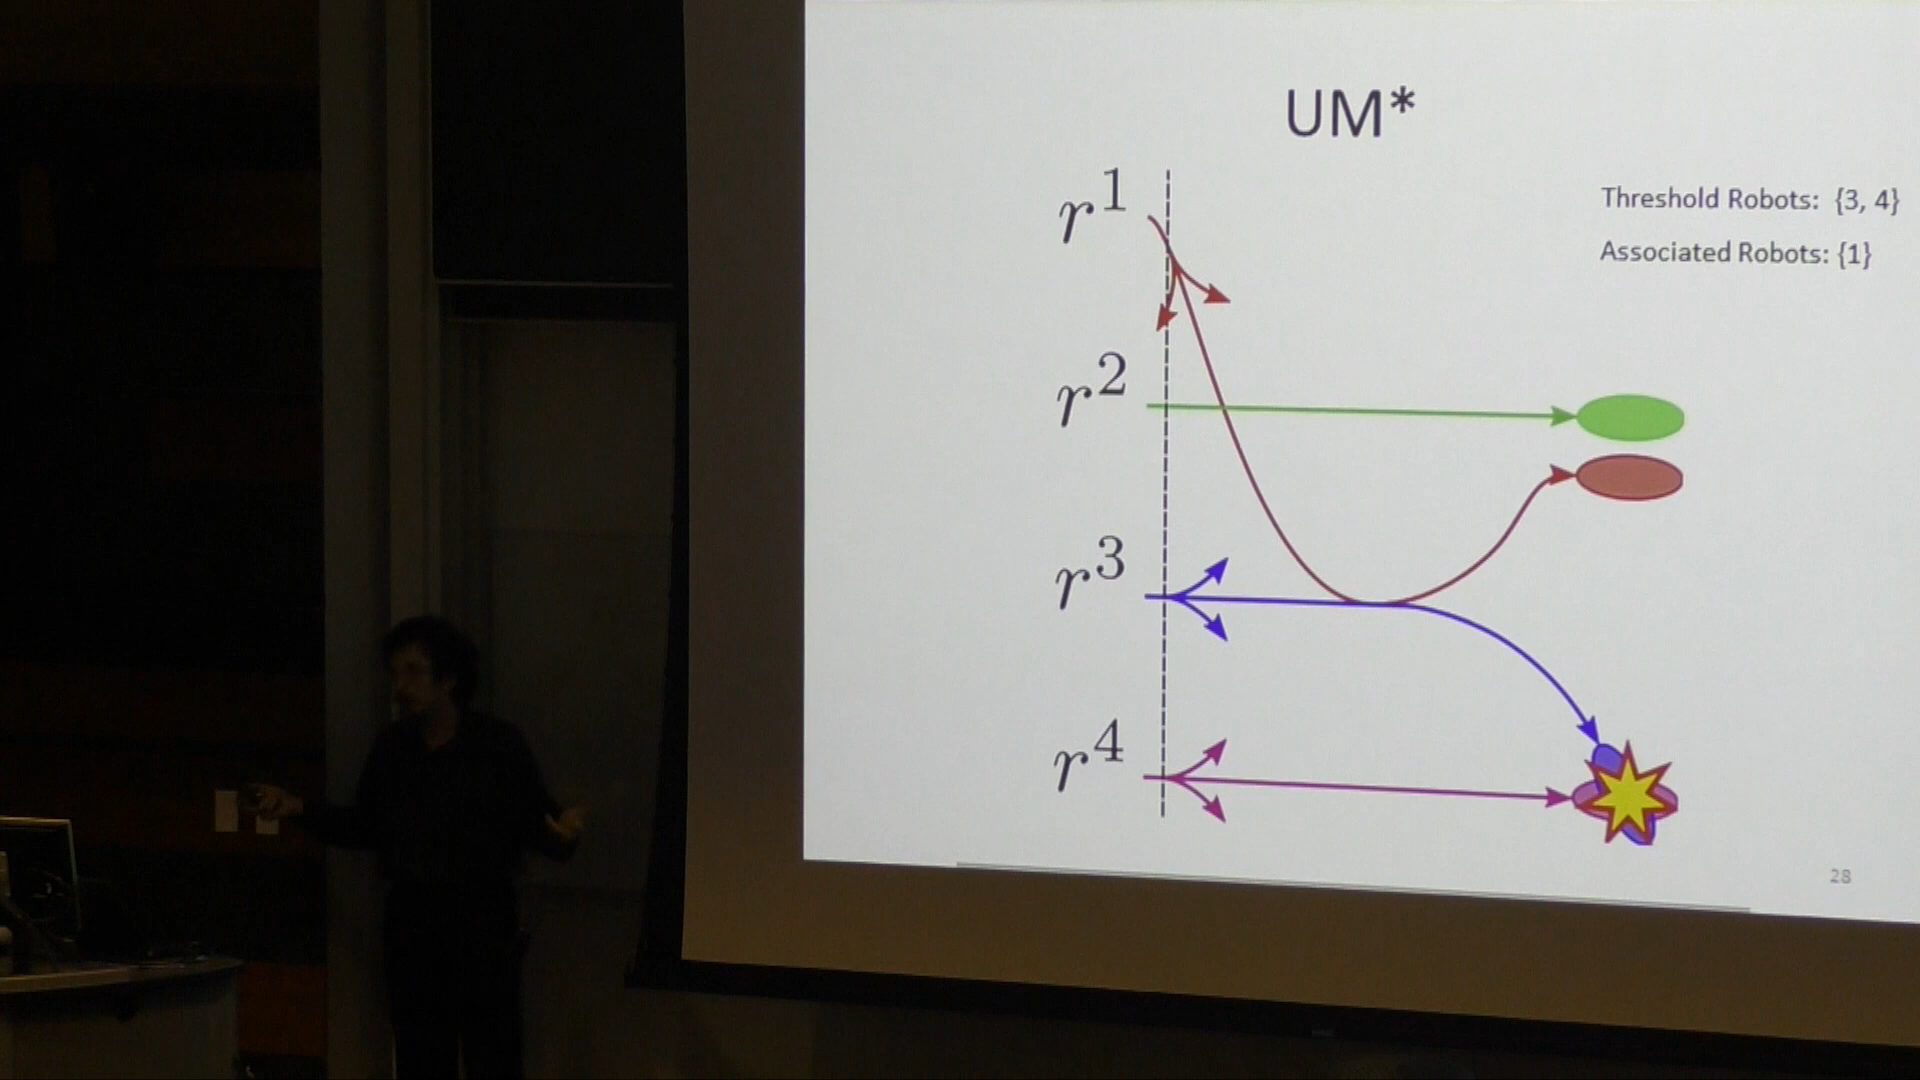 UM*
Threshold Robots: {3, 4}
Associated Robots: {1}
r¹
r²
r³
r⁴
28